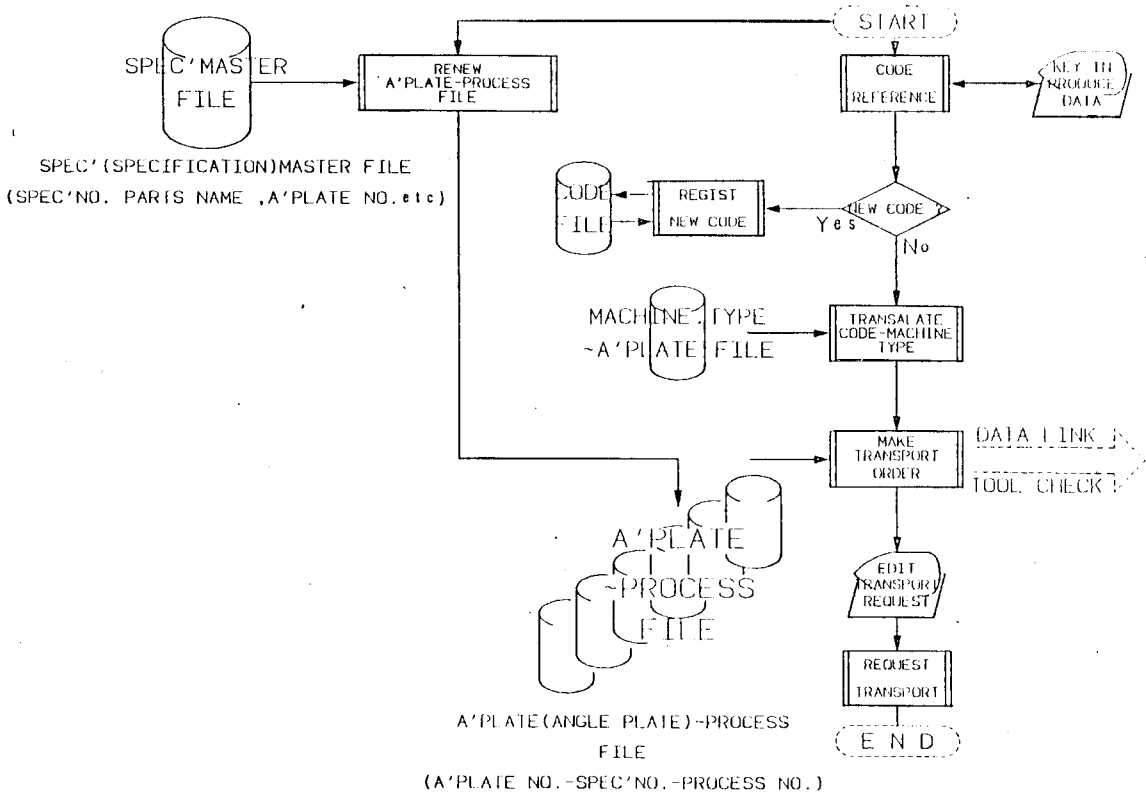 START
SPEC'MASTER
FILE
RENEW
A'PLATE-PROCESS
FILE
CODE
REFERENCE
KEY IN
PRODUCE
DATA
SPEC'(SPECIFICATION)MASTER FILE
(SPEC'NO. PARTS NAME ,A'PLATE NO.etc)
CODE
FILE
REGIST
NEW CODE
NEW CODE ?
Yes
No
MACHINE.TYPE
~A'PLATE FILE
TRANSALATE
CODE-MACHINE
TYPE
MAKE
TRANSPORT
ORDER
DATA LINK
TOOL CHECK
A'PLATE
~PROCESS
FILE
EDIT
TRANSPORT
REQUEST
REQUEST
TRANSPORT
END
A'PLATE(ANGLE PLATE)-PROCESS
FILE
(A'PLATE NO.-SPEC'NO.-PROCESS NO.)